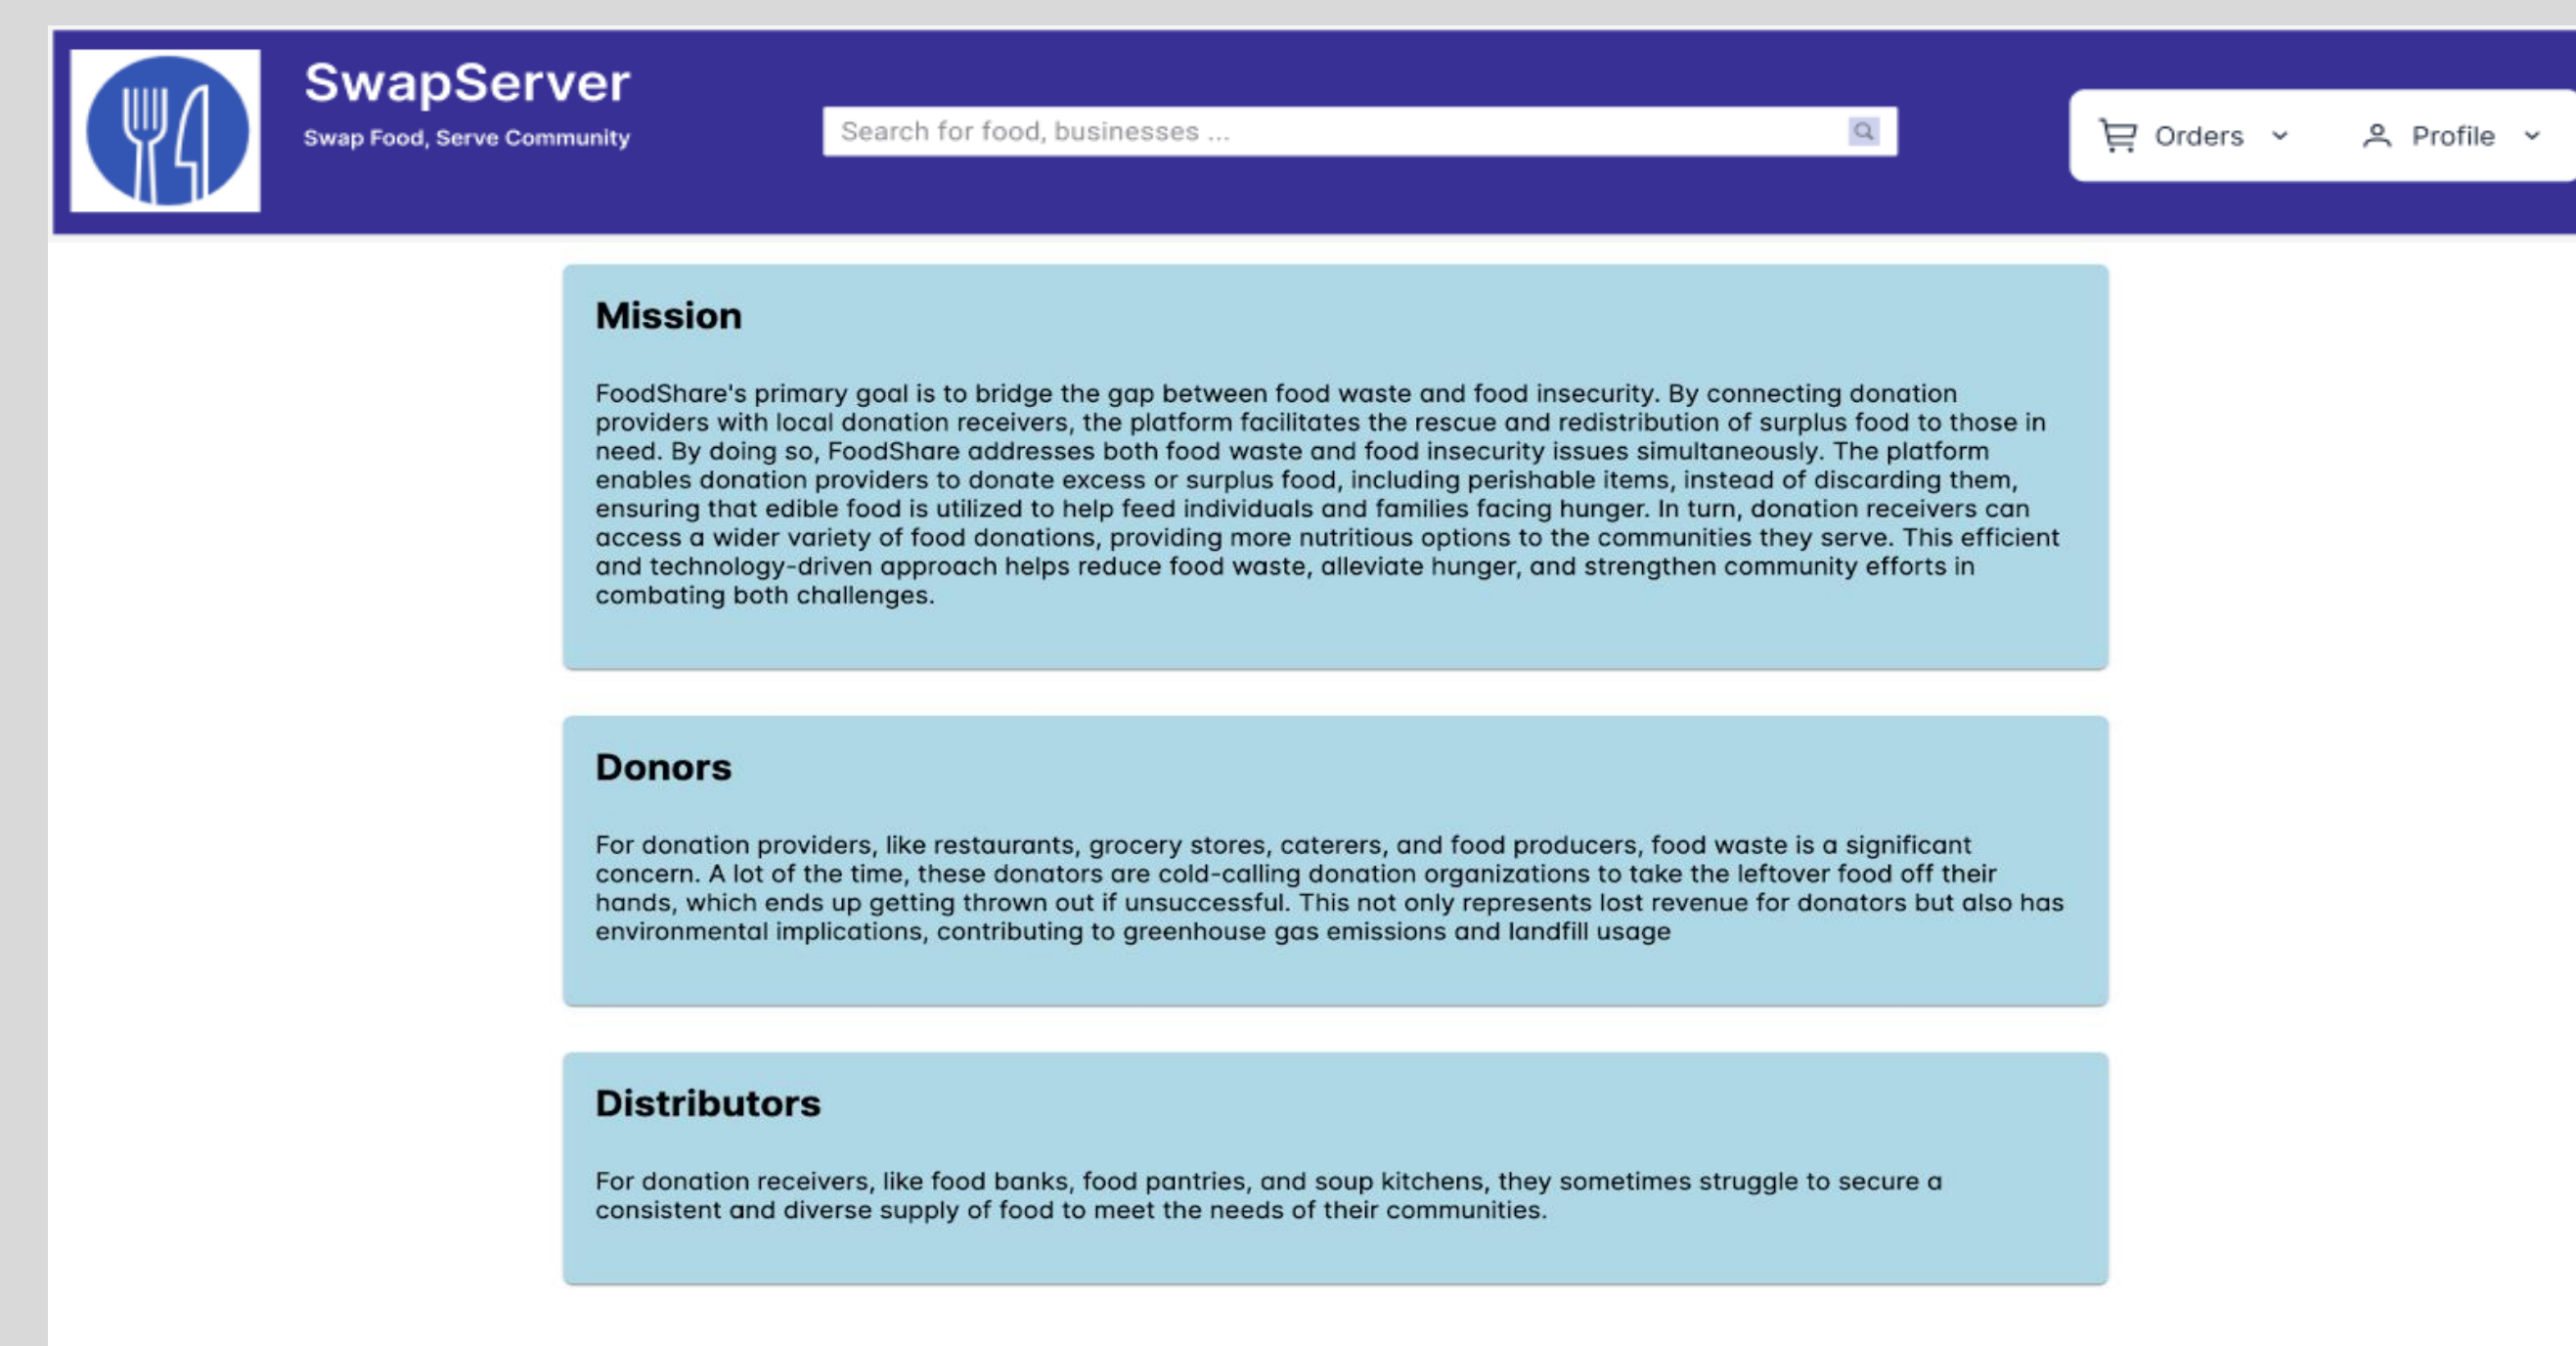 SwapServer
Swap Food, Serve Community
Search for food, businesses ...
Orders
Profile
Mission
FoodShare's primary goal is to bridge the gap between food waste and food insecurity. By connecting donation
providers with local donation receivers, the platform facilitates the rescue and redistribution of surplus food to those in
need. By doing so, FoodShare addresses both food waste and food insecurity issues simultaneously. The platform
enables donation providers to donate excess or surplus food, including perishable items, instead of discarding them,
ensuring that edible food is utilized to help feed individuals and families facing hunger. In turn, donation receivers can
access a wider variety of food donations, providing more nutritious options to the communities they serve. This efficient
and technology-driven approach helps reduce food waste, alleviate hunger, and strengthen community efforts in
combating both challenges.
Donors
For donation providers, like restaurants, grocery stores, caterers, and food producers, food waste is a significant
concern. A lot of the time, these donators are cold-calling donation organizations to take the leftover food off their
hands, which ends up getting thrown out if unsuccessful. This not only represents lost revenue for donators but also has
environmental implications, contributing to greenhouse gas emissions and landfill usage
Distributors
For donation receivers, like food banks, food pantries, and soup kitchens, they sometimes struggle to secure a
consistent and diverse supply of food to meet the needs of their communities.